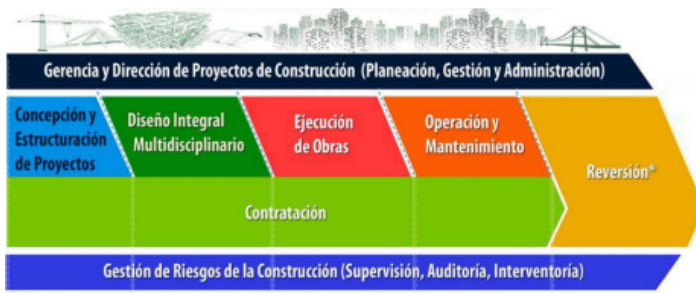 Gerencia y Dirección de Proyectos de Construcción (Planeación, Gestión y Administración)
Concepción y
Estructuración
de Proyectos
Diseño Integral
Multidisciplinario
Ejecución
de Obras
Operación y
Mantenimiento
Reversión*
Contratación
Gestión de Riesgos de la Construcción (Supervisión, Auditoría, Interventoría)